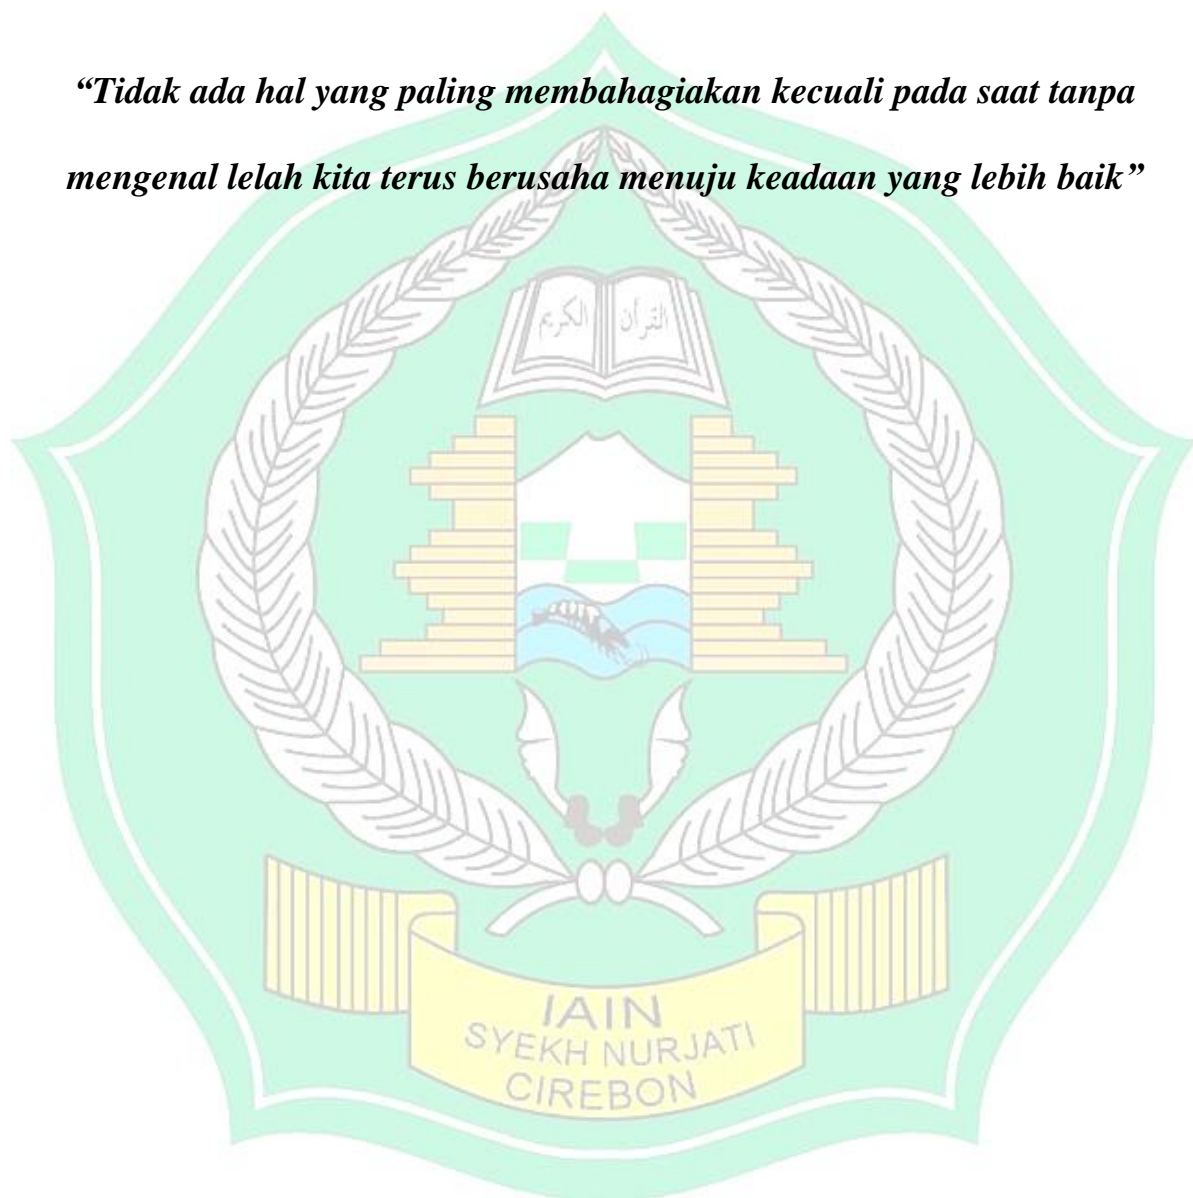 “Tidak ada hal yang paling membahagiakan kecuali pada saat tanpa
mengenal lelah kita terus berusaha menuju keadaan yang lebih baik”
القرآن الكريم
IAIN
SYEKH NURJATI
CIREBON